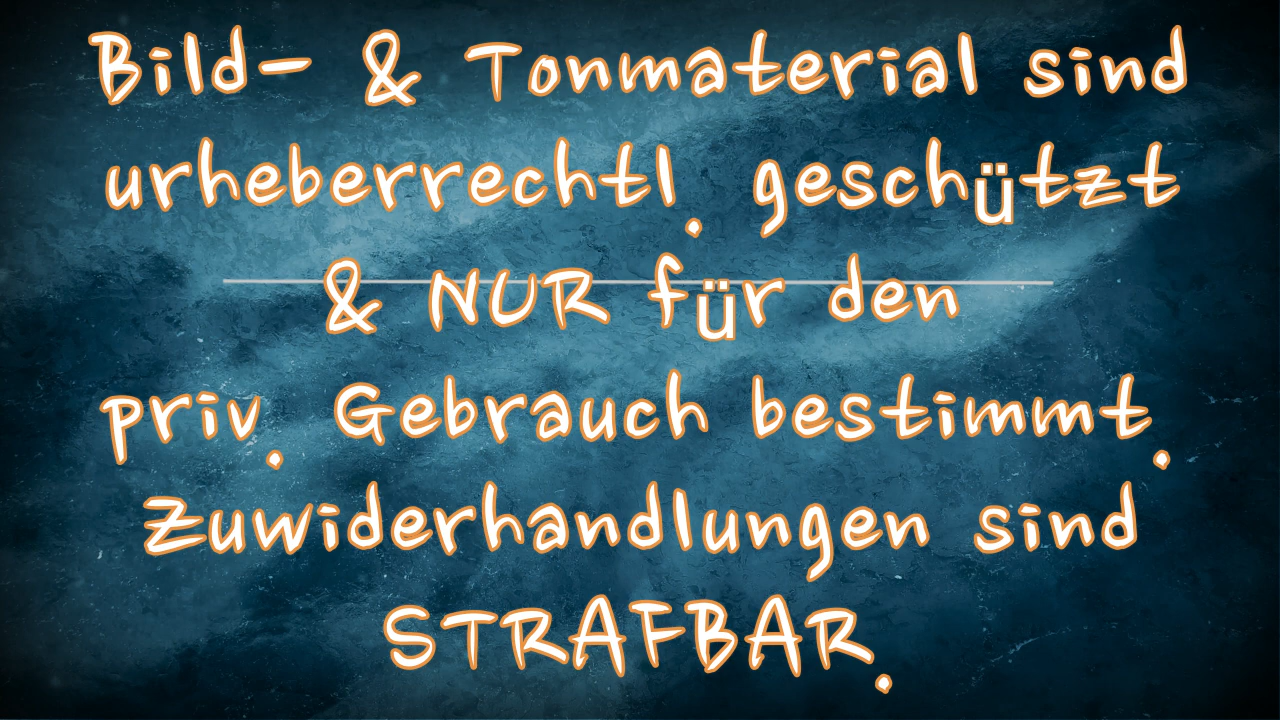 Bild- & Tonmaterial sind
urheberrechtl. geschützt
& NUR für den
priv. Gebrauch bestimmt.
Zuwiderhandlungen sind
STRAFBAR.